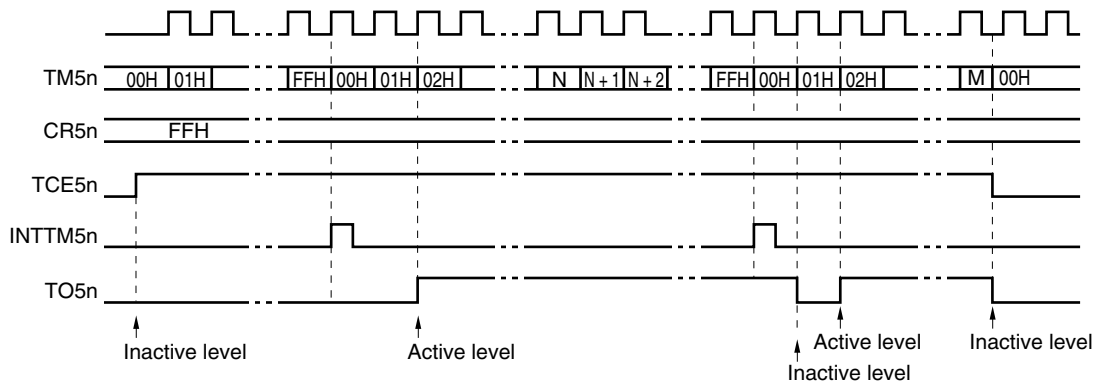 TM5n 00H 01H FFH 00H 01H 02H N N + 1 N + 2 FFH 00H 01H 02H M 00H
CR5n FFH
TCE5n
INTTM5n
TO5n
Inactive level Active level Active level Inactive level
Inactive level